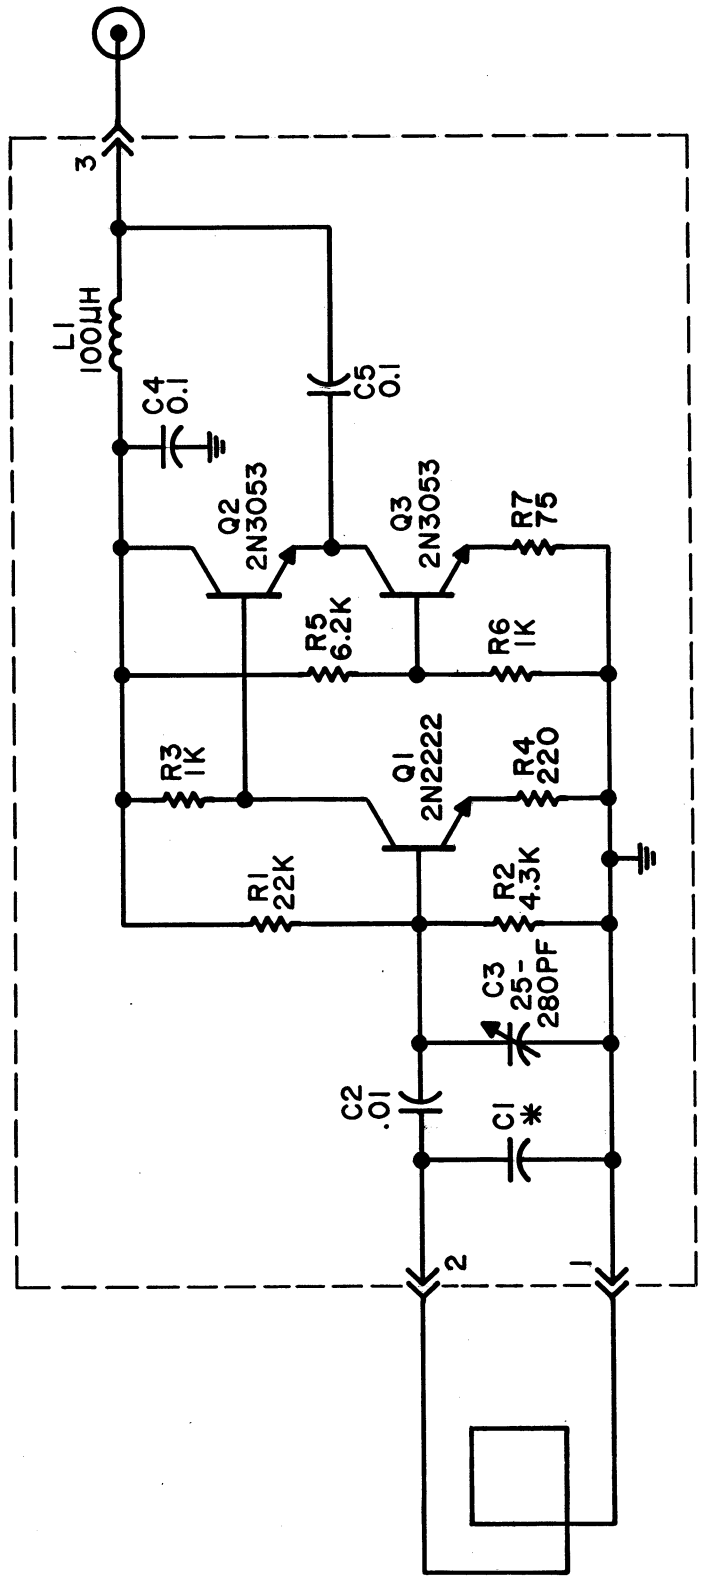 3
L1
100µH
C4
0.1
C5
0.1
Q2
2N3053
Q3
2N3053
R7
75
R5
6.2K
R6
1K
R3
1K
Q1
2N2222
R4
220
R1
22K
R2
4.3K
C3
25-
280PF
C2
.01
C1
*
2
1